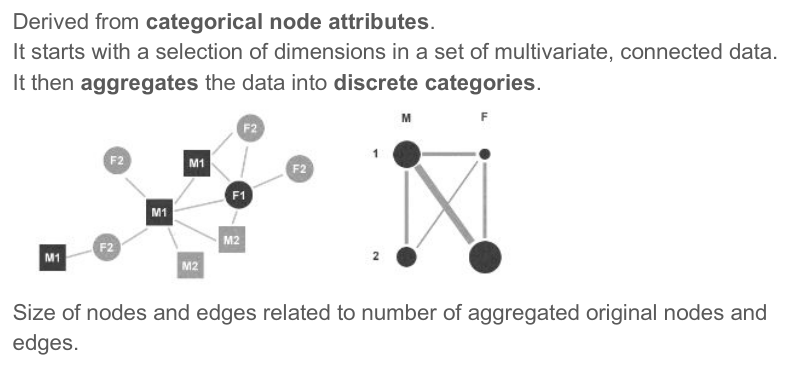 Derived from categorical node attributes.
It starts with a selection of dimensions in a set of multivariate, connected data.
It then aggregates the data into discrete categories.
M F
F2
1
F2
M1
F2
F1
M1
M2
F2
M1
M2
2
Size of nodes and edges related to number of aggregated original nodes and
edges.